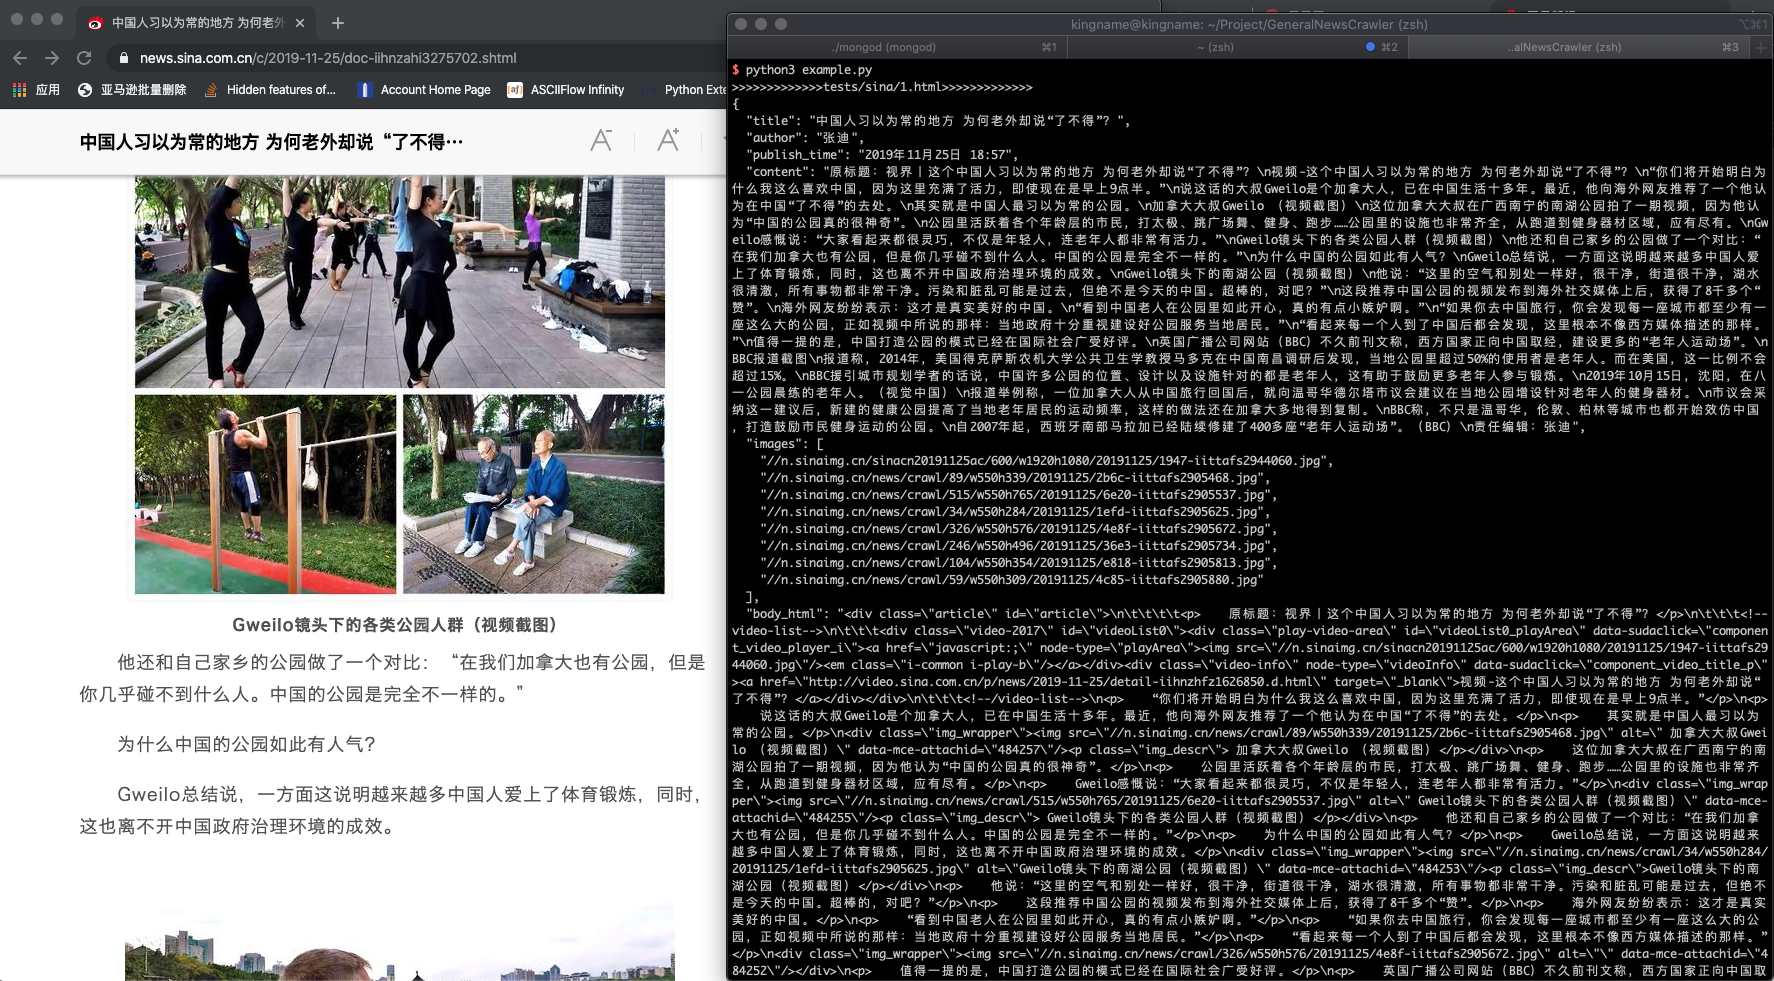 中国人习以为常的地方 为何老外
news.sina.com.cn/c/2019-11-25/doc-iihnzahi3275702.shtml
应用 亚马逊批量删除 Hidden features of... Account Home Page ASCIIFlow Infinity Python Exte
中国人习以为常的地方 为何老外却说“了不得…
A- A+
Gweilo镜头下的各类公园人群（视频截图）
他还和自己家乡的公园做了一个对比：“在我们加拿大也有公园，但是
你几乎碰不到什么人。中国的公园是完全不一样的。”
为什么中国的公园如此有人气?
Gweilo总结说，一方面这说明越来越多中国人爱上了体育锻炼，同时，
这也离不开中国政府治理环境的成效。
kingname@kingname: ~/Project/GeneralNewsCrawler (zsh)
⌥⌘1
./mongod (mongod) ⌘1 ~ (zsh) ⌘2 ..alNewsCrawler (zsh) ⌘3
$ python3 example.py
>>>>>>>>>>>>>tests/sina/1.html>>>>>>>>>>>>>
{
"title": "中国人习以为常的地方 为何老外却说“了不得”? ",
"author": "张迪",
"publish_time": "2019年11月25日 18:57",
"content": "原标题：视界丨这个中国人习以为常的地方 为何老外却说“了不得”? \n视频-这个中国人习以为常的地方 为何老外却说“了不得”? \n“你们将开始明白为
什么我这么喜欢中国，因为这里充满了活力，即使现在是早上9点半。”\n说这话的大叔Gweilo是个加拿大人，已在中国生活十多年。最近，他向海外网友推荐了一个他认
为在中国“了不得”的去处。\n其实就是中国人最习以为常的公园。\n加拿大大叔Gweilo （视频截图）\n这位加拿大大叔在广西南宁的南湖公园拍了一期视频，因为他认
为“中国的公园真的很神奇”。\n公园里活跃着各个年龄层的市民，打太极、跳广场舞、健身、跑步……公园里的设施也非常齐全，从跑道到健身器材区域，应有尽有。\nGw
eilo感慨说：“大家看起来都很灵巧，不仅是年轻人，连老年人都非常有活力。”\nGweilo镜头下的各类公园人群（视频截图）\n他还和自己家乡的公园做了一个对比：“
在我们加拿大也有公园，但是你几乎碰不到什么人。中国的公园是完全不一样的。”\n为什么中国的公园如此有人气? \nGweilo总结说，一方面这说明越来越多中国人爱
上了体育锻炼，同时，这也离不开中国政府治理环境的成效。\nGweilo镜头下的南湖公园（视频截图）\n他说：“这里的空气和别处一样好，很干净，街道很干净，湖水
很清澈，所有事物都非常干净。污染和脏乱可能是过去，但绝不是今天的中国。超棒的，对吧? ”\n这段推荐中国公园的视频发布到海外社交媒体上后，获得了8千多个“
赞”。\n海外网友纷纷表示：这才是真实美好的中国。\n“看到中国老人在公园里如此开心，真的有点小嫉妒啊。”\n“如果你去中国旅行，你会发现每一座城市都至少有一
座这么大的公园，正如视频中所说的那样：当地政府十分重视建设好公园服务当地居民。”\n“看起来每一个人到了中国后都会发现，这里根本不像西方媒体描述的那样。
”\n值得一提的是，中国打造公园的模式已经在国际社会广受好评。\n英国广播公司网站（BBC）不久前刊文称，西方国家正向中国取经，建设更多的“老年人运动场”。\n
BBC报道截图\n报道称，2014年，美国得克萨斯农机大学公共卫生学教授马多克在中国南昌调研后发现，当地公园里超过50%的使用者是老年人。而在美国，这一比例不会
超过15%。\nBBC援引城市规划学者的话说，中国许多公园的位置、设计以及设施针对的都是老年人，这有助于鼓励更多老年人参与锻炼。\n2019年10月15日，沈阳，在八
一公园晨练的老年人。（视觉中国）\n报道举例称，一位加拿大人从中国旅行回国后，就向温哥华德尔塔市议会建议在当地公园增设针对老年人的健身器材。\n市议会采
纳这一建议后，新建的健康公园提高了当地老年居民的运动频率，这样的做法还在加拿大多地得到复制。\nBBC称，不只是温哥华，伦敦、柏林等城市也都开始效仿中国
，打造鼓励市民健身运动的公园。\n自2007年起，西班牙南部马拉加已经陆续修建了400多座“老年人运动场”。（BBC）\n责任编辑：张迪",
"images": [
"//n.sinaimg.cn/sinacn20191125ac/600/w1920h1080/20191125/1947-iittafs2944060.jpg",
"//n.sinaimg.cn/news/crawl/89/w550h339/20191125/2b6c-iittafs2905468.jpg",
"//n.sinaimg.cn/news/crawl/515/w550h765/20191125/6e20-iittafs2905537.jpg",
"//n.sinaimg.cn/news/crawl/34/w550h284/20191125/1efd-iittafs2905625.jpg",
"//n.sinaimg.cn/news/crawl/326/w550h576/20191125/4e8f-iittafs2905672.jpg",
"//n.sinaimg.cn/news/crawl/246/w550h496/20191125/36e3-iittafs2905734.jpg",
"//n.sinaimg.cn/news/crawl/104/w550h354/20191125/e818-iittafs2905813.jpg",
"//n.sinaimg.cn/news/crawl/59/w550h309/20191125/4c85-iittafs2905880.jpg"
],
"body_html": "<div class=\"article\" id=\"article\">\n\t\t\t\t\t<p>　　原标题：视界丨这个中国人习以为常的地方 为何老外却说“了不得”? </p>\n\t\t\t<!--
video-list-->\n\t\t\t\t<div class=\"video-2017\" id=\"videoList0\"><div class=\"play-video-area\" id=\"videoList0_playArea\" data-sudaclick=\"componen
t_video_player_i\"><a href=\"javascript:;\" node-type=\"playArea\"><img src=\"//n.sinaimg.cn/sinacn20191125ac/600/w1920h1080/20191125/1947-iittafs29
44060.jpg\"/><em class=\"i-common i-play-b\"/></a></div><div class=\"video-info\" node-type=\"videoInfo\" data-sudaclick=\"component_video_title_p\"
><a href=\"http://video.sina.com.cn/p/news/2019-11-25/detail-iihnzhfz1626850.d.html\" target=\"_blank\">视频-这个中国人习以为常的地方 为何老外却说“
了不得”? </a></div></div>\n\t\t\t\t<!--/video-list-->\n<p>　　“你们将开始明白为什么我这么喜欢中国，因为这里充满了活力，即使现在是早上9点半。”</p>\n<p>
　　说这话的大叔Gweilo是个加拿大人，已在中国生活十多年。最近，他向海外网友推荐了一个他认为在中国“了不得”的去处。</p>\n<p>　　其实就是中国人最习以为
常的公园。</p>\n<div class=\"img_wrapper\"><img src=\"//n.sinaimg.cn/news/crawl/89/w550h339/20191125/2b6c-iittafs2905468.jpg\" alt=\" 加拿大大叔Gwei
lo （视频截图）\" data-mce-attachid=\"484257\"/><p class=\"img_descr\"> 加拿大大叔Gweilo （视频截图）</p></div>\n<p>　　这位加拿大大叔在广西南宁的南
湖公园拍了一期视频，因为他认为“中国的公园真的很神奇”。</p>\n<p>　　公园里活跃着各个年龄层的市民，打太极、跳广场舞、健身、跑步……公园里的设施也非常齐
全，从跑道到健身器材区域，应有尽有。</p>\n<p>　　Gweilo感慨说：“大家看起来都很灵巧，不仅是年轻人，连老年人都非常有活力。”</p>\n<div class=\"img_wrap
per\"><img src=\"//n.sinaimg.cn/news/crawl/515/w550h765/20191125/6e20-iittafs2905537.jpg\" alt=\" Gweilo镜头下的各类公园人群（视频截图）\" data-mce-
attachid=\"484255\"/><p class=\"img_descr\"> Gweilo镜头下的各类公园人群（视频截图）</p></div>\n<p>　　他还和自己家乡的公园做了一个对比：“在我们加拿
大也有公园，但是你几乎碰不到什么人。中国的公园是完全不一样的。”</p>\n<p>　　为什么中国的公园如此有人气? </p>\n<p>　　Gweilo总结说，一方面这说明越来
越多中国人爱上了体育锻炼，同时，这也离不开中国政府治理环境的成效。</p>\n<div class=\"img_wrapper\"><img src=\"//n.sinaimg.cn/news/crawl/34/w550h284/
20191125/1efd-iittafs2905625.jpg\" alt=\"Gweilo镜头下的南湖公园（视频截图）\" data-mce-attachid=\"484253\"/><p class=\"img_descr\">Gweilo镜头下的南
湖公园（视频截图）</p></div>\n<p>　　他说：“这里的空气和别处一样好，很干净，街道很干净，湖水很清澈，所有事物都非常干净。污染和脏乱可能是过去，但绝不
是今天的中国。超棒的，对吧? ”</p>\n<p>　　这段推荐中国公园的视频发布到海外社交媒体上后，获得了8千多个“赞”。</p>\n<p>　　海外网友纷纷表示：这才是真实
美好的中国。</p>\n<p>　　“看到中国老人在公园里如此开心，真的有点小嫉妒啊。”</p>\n<p>　　“如果你去中国旅行，你会发现每一座城市都至少有一座这么大的公
园，正如视频中所说的那样：当地政府十分重视建设好公园服务当地居民。”</p>\n<p>　　“看起来每一个人到了中国后都会发现，这里根本不像西方媒体描述的那样。”
</p>\n<div class=\"img_wrapper\"><img src=\"//n.sinaimg.cn/news/crawl/326/w550h576/20191125/4e8f-iittafs2905672.jpg\" alt=\"\" data-mce-attachid=\"4
84252\"/></div>\n<p>　　值得一提的是，中国打造公园的模式已经在国际社会广受好评。</p>\n<p>　　英国广播公司网站（BBC）不久前刊文称，西方国家正向中国取